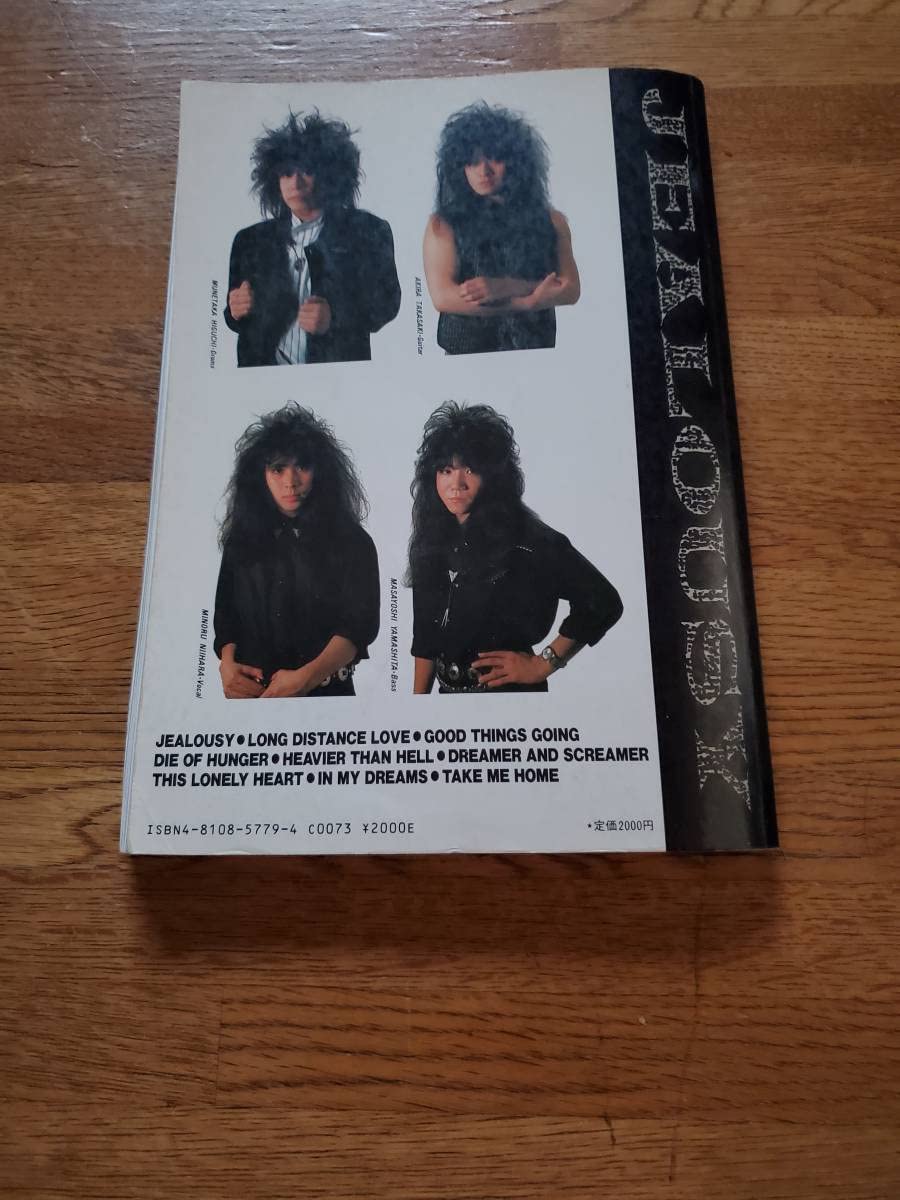 MUNETAKA HIGUCHI•Drums
AKIRA TAKASAKI•Guitar
MINORU NIIHARA•Vocal
MASAYOSHI YAMASHITA•Bass
JEALOUSY●LONG DISTANCE LOVE●GOOD THINGS GOING
DIE OF HUNGER●HEAVIER THAN HELL●DREAMER AND SCREAMER
THIS LONELY HEART●IN MY DREAMS●TAKE ME HOME
ISBN4-8108-5779-4 C0073 ¥2000E
*定価2000円
JEALOUSY